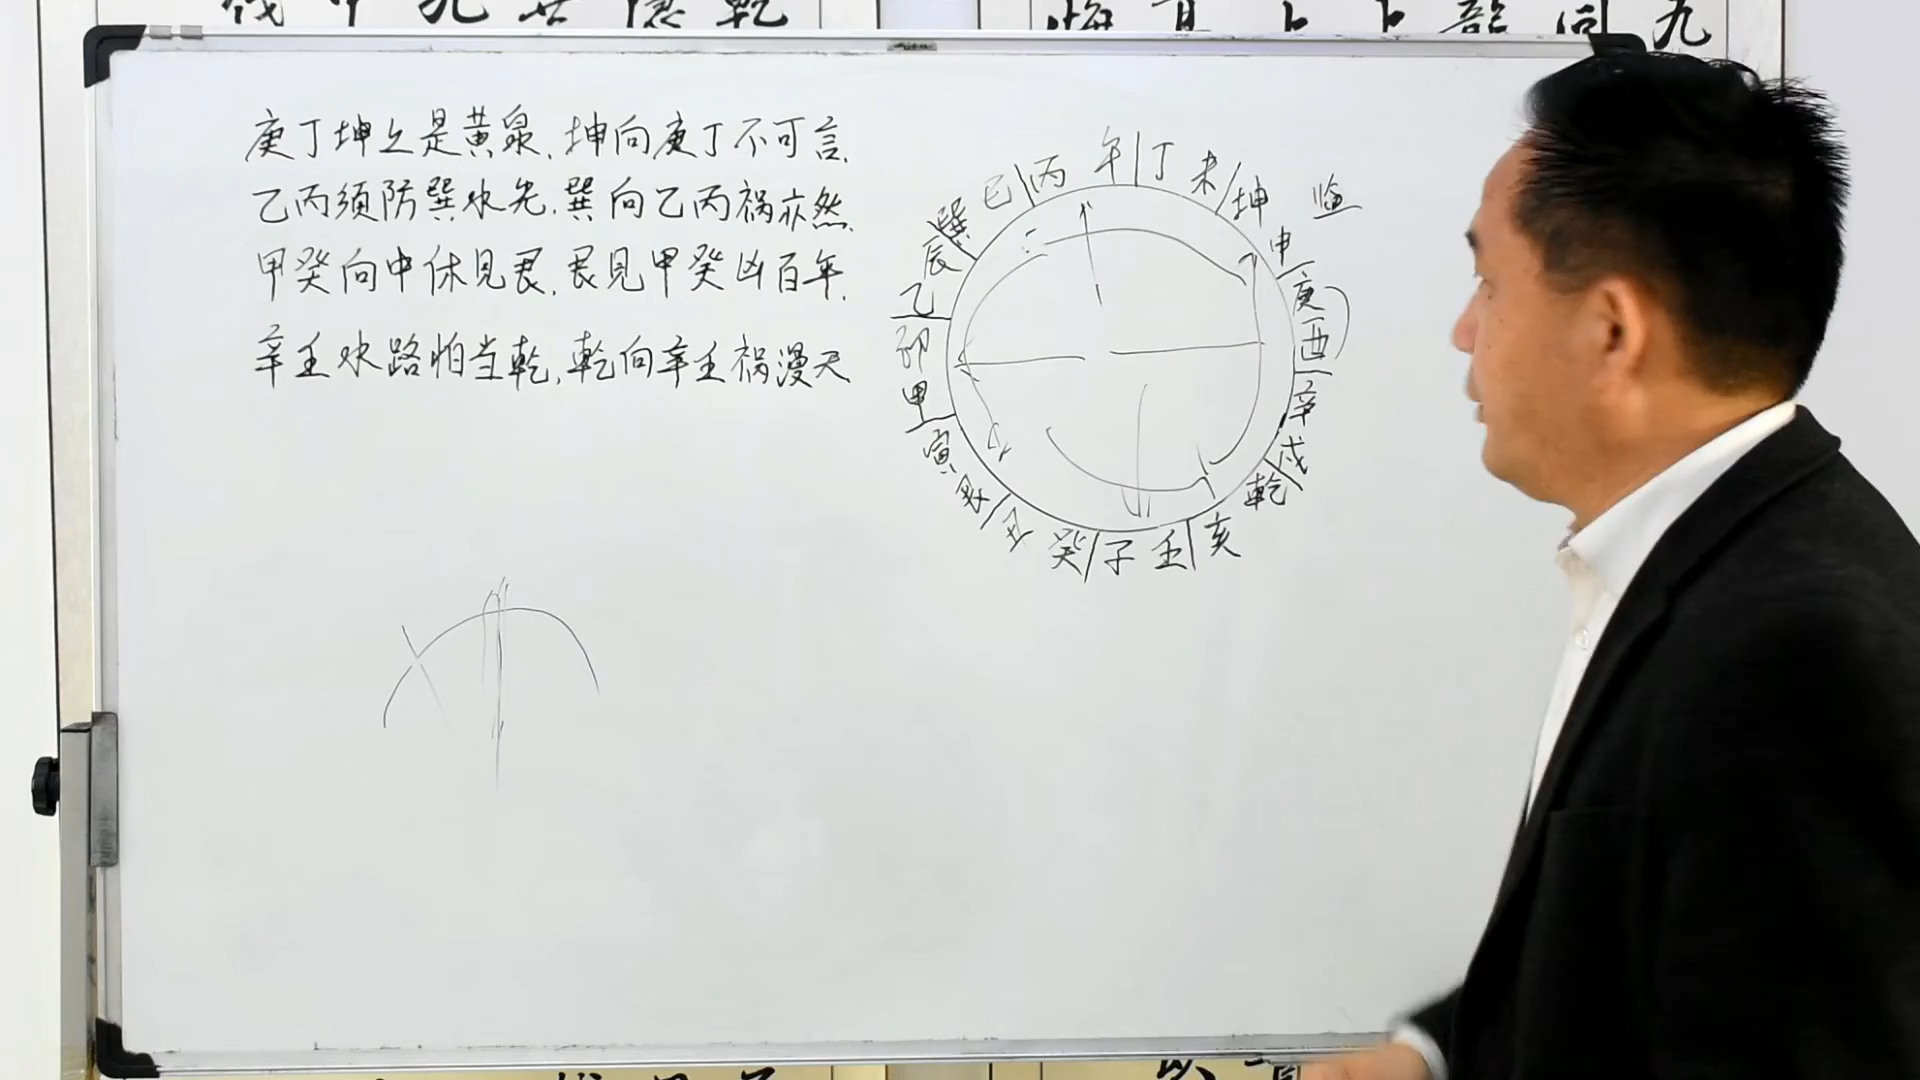 庚丁坤上是黄泉、坤向庚丁不可言、
乙丙须防巽水先、巽向乙丙祸亦然、
甲癸向中休见艮、艮见甲癸凶百年、
辛壬水路怕当乾、乾向辛壬祸漫天
巳丙午丁未坤
申庚酉辛戌乾
亥壬子癸丑艮
寅甲卯乙辰巽
临